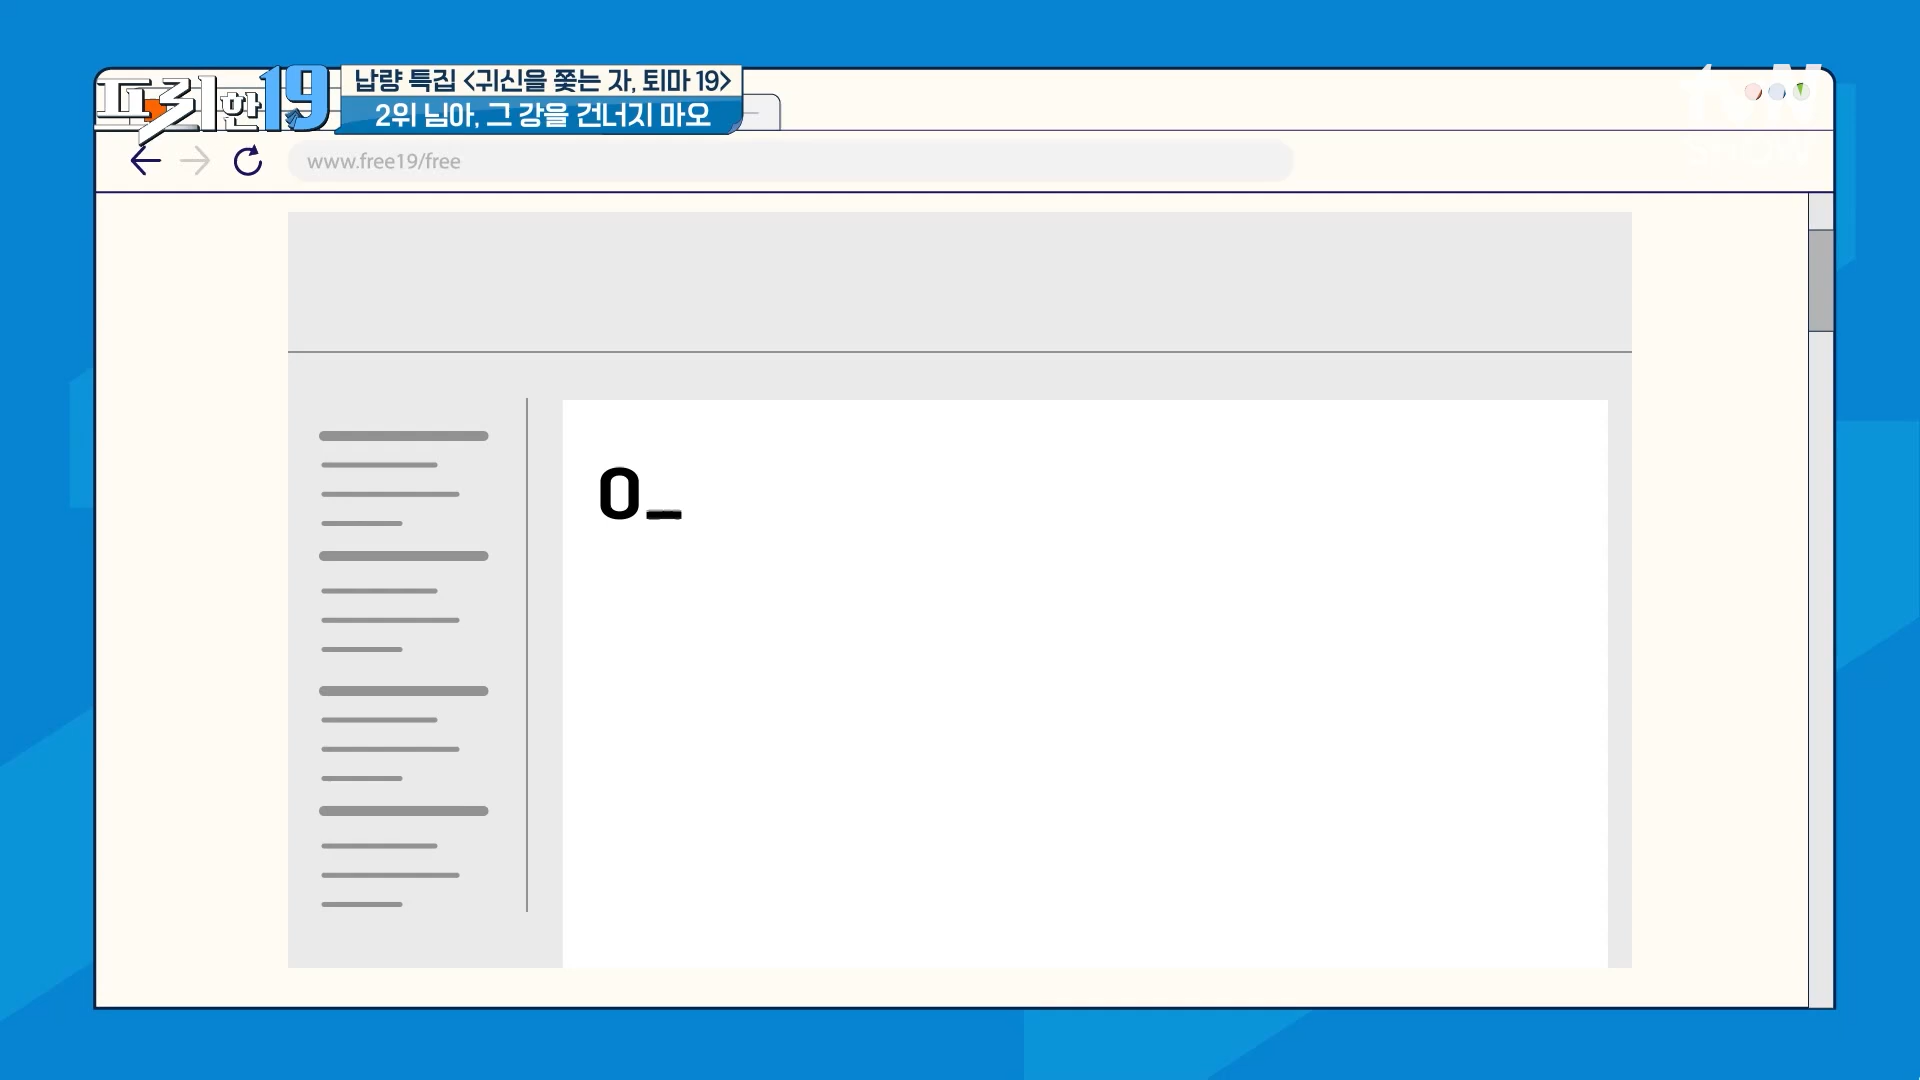 프리한19
납량 특집 <귀신을 쫓는 자, 퇴마 19>
2위 님아, 그 강을 건너지 마오
www.free19/free
0_